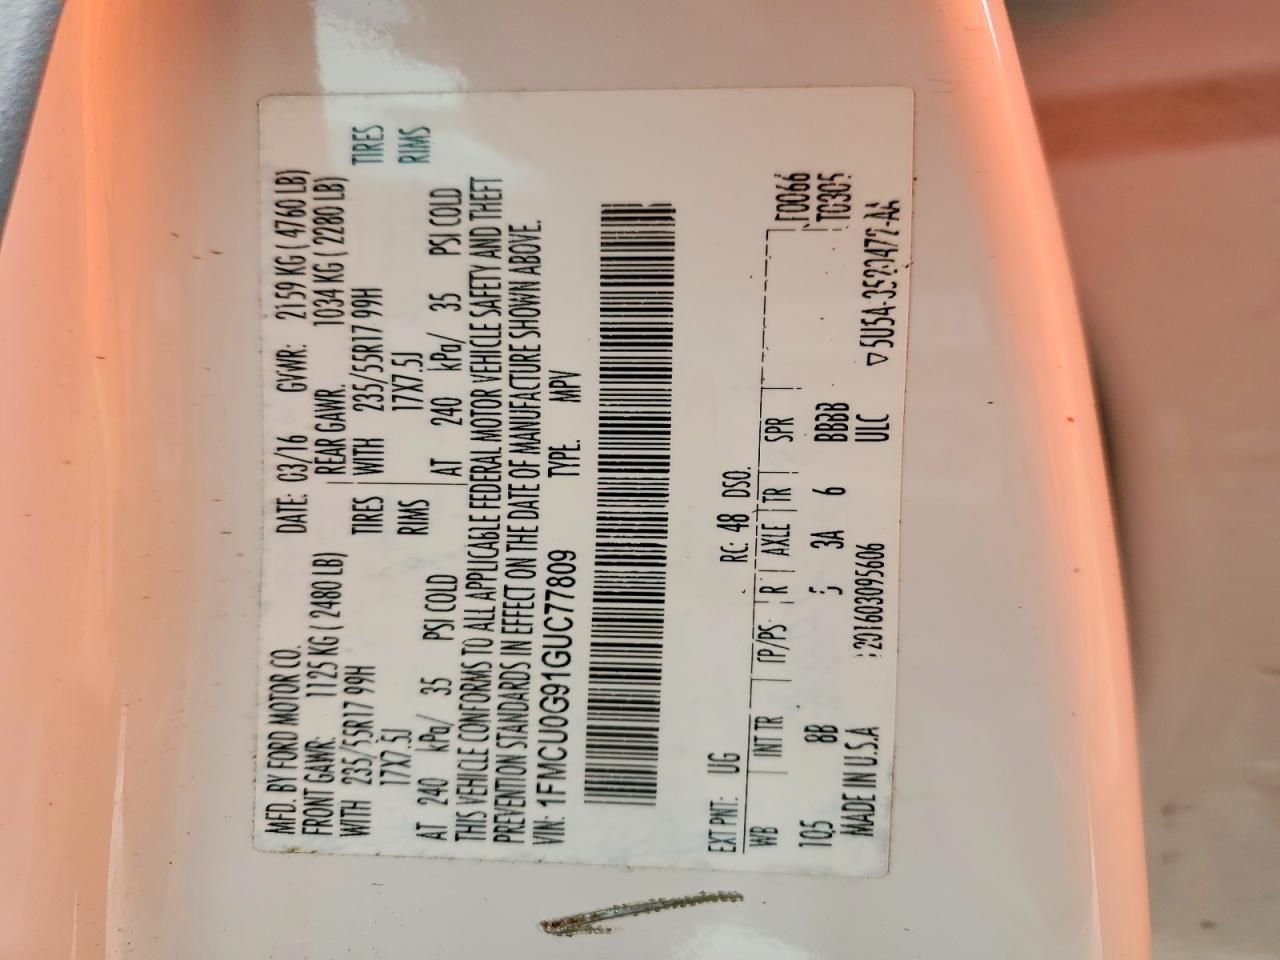 MFD. BY FORD MOTOR CO. DATE: 03/16 GVWR: 2159 KG ( 4760 LB)
FRONT GAWR: 1125 KG ( 2480 LB) REAR GAWR: 1034 KG ( 2280 LB)
WITH 235/55R17 99H TIRES WITH 235/55R17 99H TIRES
17X7.5J RIMS 17X7.5J RIMS
AT 240 kPa/ 35 PSI COLD AT 240 kPa/ 35 PSI COLD
THIS VEHICLE CONFORMS TO ALL APPLICABLE FEDERAL MOTOR VEHICLE SAFETY AND THEFT
PREVENTION STANDARDS IN EFFECT ON THE DATE OF MANUFACTURE SHOWN ABOVE.
VIN: 1FMCU0G91GUC77809 TYPE: MPV
EXT PNT: UG RC: 48 DSO:
WB INT TR TP/PS R AXLE TR SPR F0066
105 8B 5 3A 6 BBBB T0305
MADE IN U.S.A 201603095606 ULC